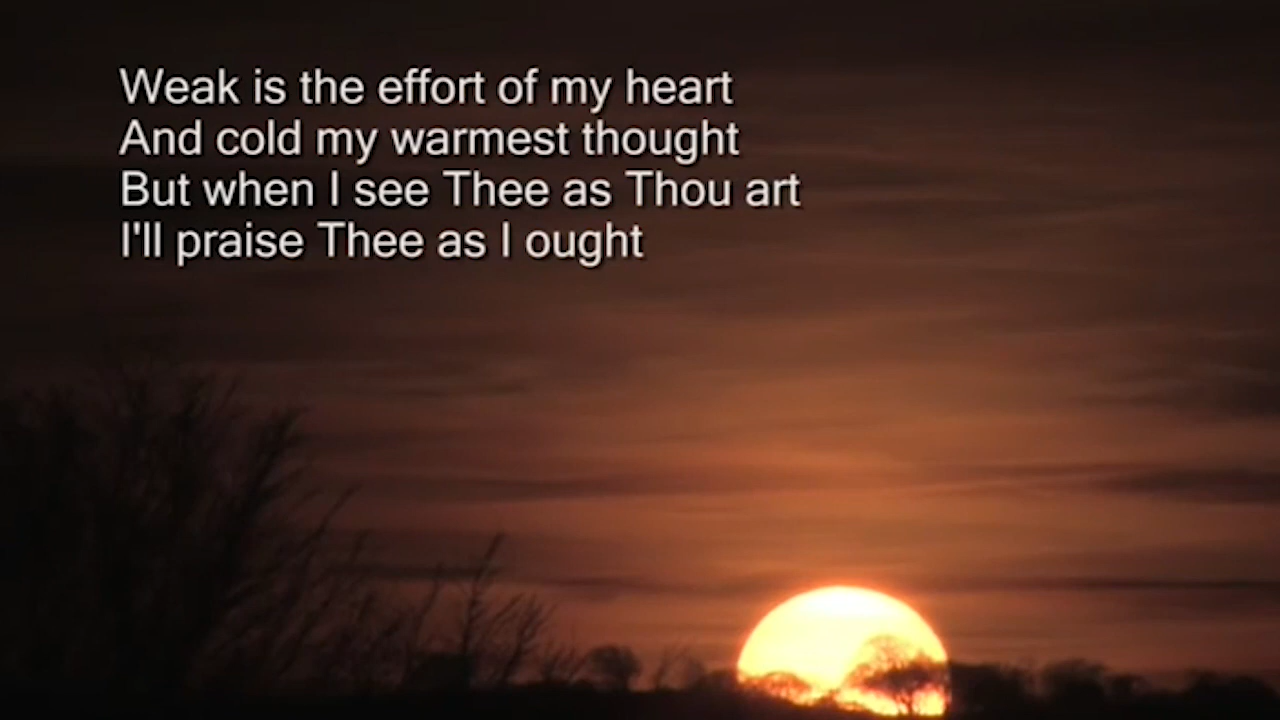 Weak is the effort of my heart
And cold my warmest thought
But when I see Thee as Thou art
I'll praise Thee as I ought